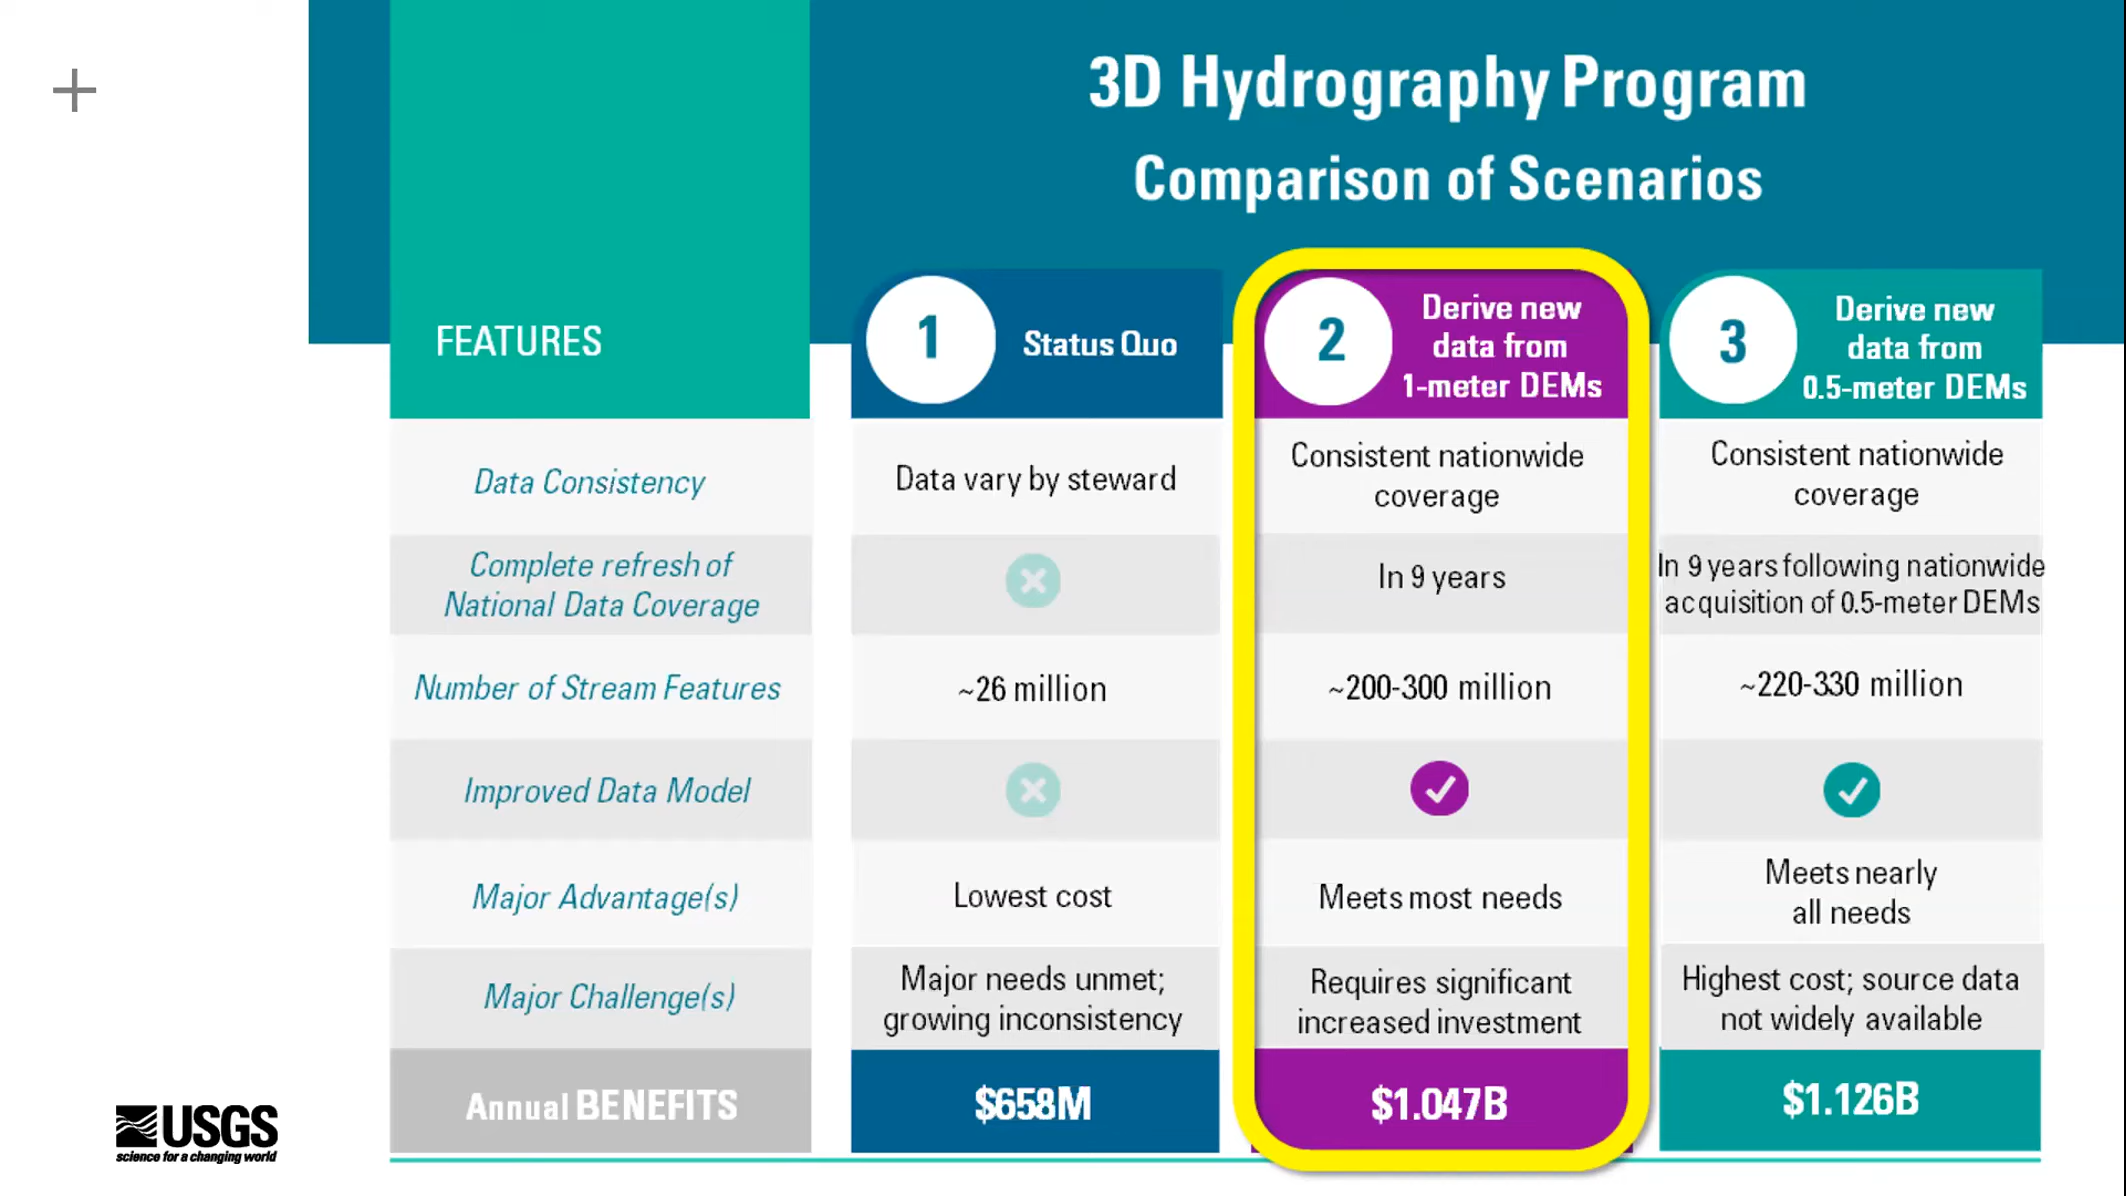 3D Hydrography Program
Comparison of Scenarios
FEATURES
1
Status Quo
2
Derive new
data from
1-meter DEMs
3
Derive new
data from
0.5-meter DEMs
Data Consistency
Data vary by steward
Consistent nationwide
coverage
Consistent nationwide
coverage
Complete refresh of
National Data Coverage
In 9 years
In 9 years following nationwide
acquisition of 0.5-meter DEMs
Number of Stream Features
~26 million
~200-300 million
~220-330 million
Improved Data Model
Major Advantage(s)
Lowest cost
Meets most needs
Meets nearly
all needs
Major Challenge(s)
Major needs unmet;
growing inconsistency
Requires significant
increased investment
Highest cost; source data
not widely available
Annual BENEFITS
$658M
$1.047B
$1.126B
USGS
science for a changing world